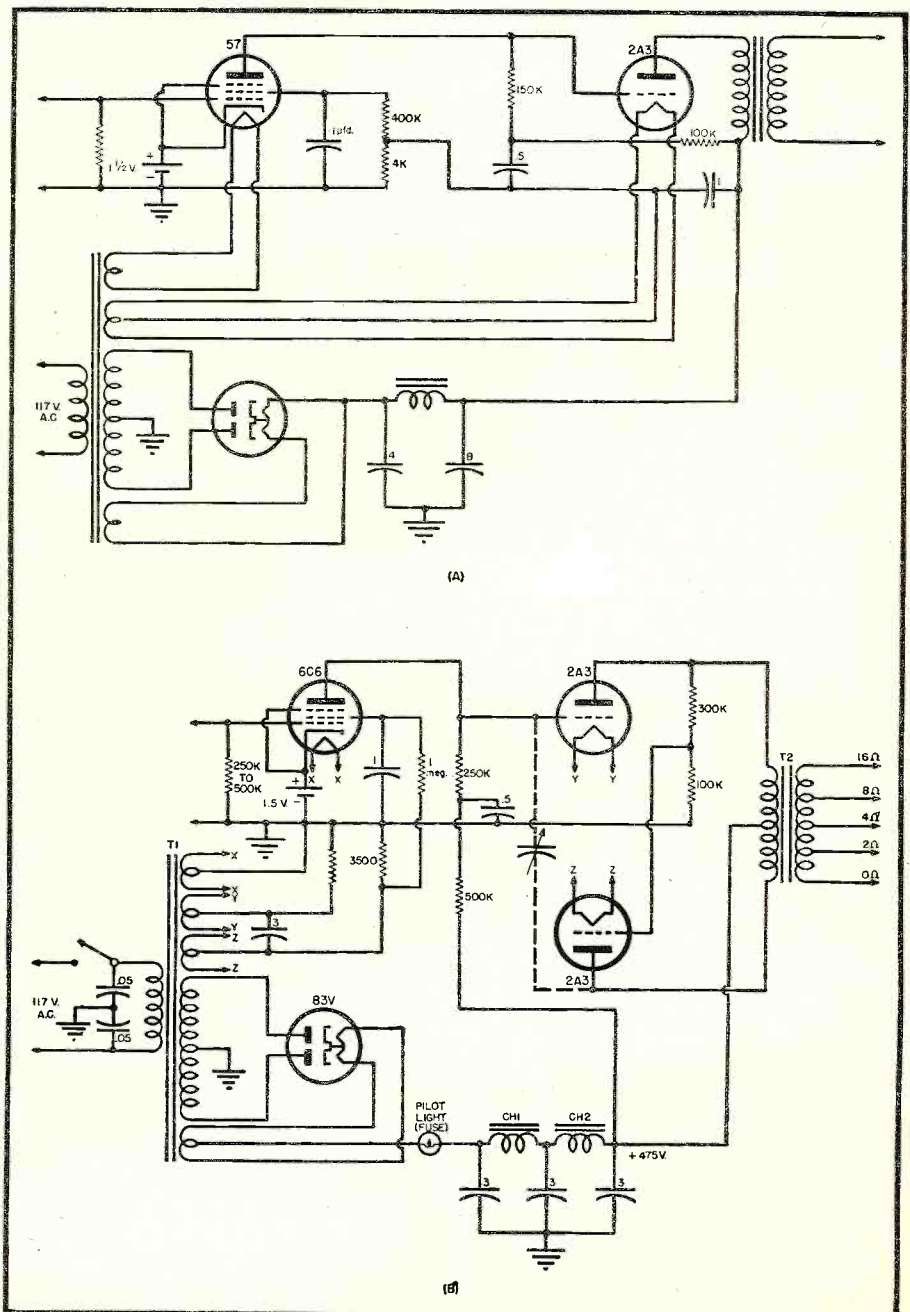 57
2A3
150K
.1 µfd.
400K
4K
.5
100K
1
1½ V.
+
-
117 V.
A.C.
4
8
(A)
6C6
2A3
300K
250K
TO
500K
X X
+
1.5 V.
-
1
1
meg.
250K
.5
Y Y
100K
T2
16Ω
8Ω
4Ω
2Ω
0Ω
T1
X
X
Y
Y
Z
Z
3500
.3
500K
Z Z
2A3
117 V.
A.C.
.05
.05
83V
PILOT
LIGHT
(FUSE)
CH1
CH2
+475V.
3
3
3
(B)